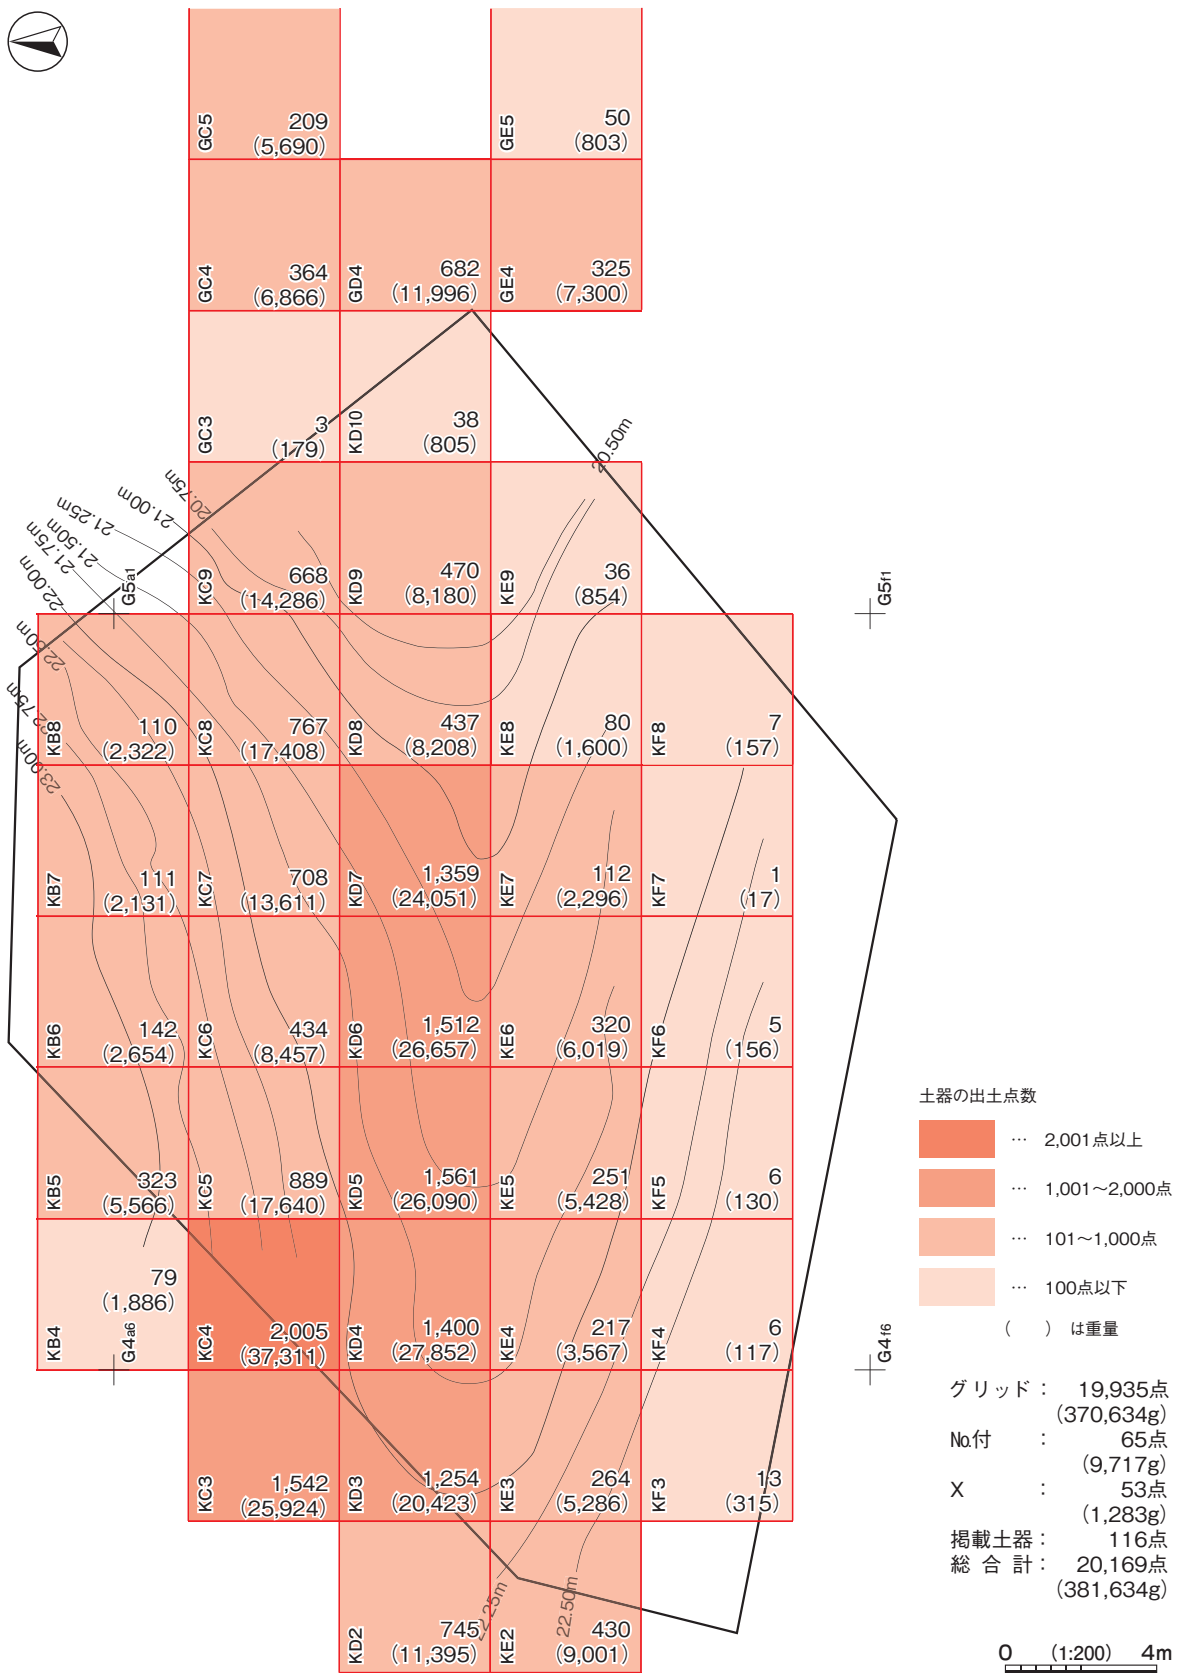 GC5
209
(5,690)
GE5
50
(803)
GC4
364
(6,866)
GD4
682
(11,996)
GE4
325
(7,300)
GC3
3
(179)
KD10
38
(805)
20.50m
20.75m
21.00m
21.25m
21.50m
21.75m
22.00m
22.50m
22.75m
23.00m
G5a1
G5f1
KC9
668
(14,286)
KD9
470
(8,180)
KE9
36
(854)
KB8
110
(2,322)
KC8
767
(17,408)
KD8
437
(8,208)
KE8
80
(1,600)
KF8
7
(157)
KB7
111
(2,131)
KC7
708
(13,611)
KD7
1,359
(24,051)
KE7
112
(2,296)
KF7
1
(17)
KB6
142
(2,654)
KC6
434
(8,457)
KD6
1,512
(26,657)
KE6
320
(6,019)
KF6
5
(156)
KB5
323
(5,566)
KC5
889
(17,640)
KD5
1,561
(26,090)
KE5
251
(5,428)
KF5
6
(130)
KB4
79
(1,886)
G4a6
KC4
2,005
(37,311)
KD4
1,400
(27,852)
KE4
217
(3,567)
KF4
6
(117)
G4f6
KC3
1,542
(25,924)
KD3
1,254
(20,423)
KE3
264
(5,286)
KF3
13
(315)
KD2
745
(11,395)
22.25m
22.50m
KE2
430
(9,001)
土器の出土点数
… 2,001点以上
… 1,001〜2,000点
… 101〜1,000点
… 100点以下
( ) は重量
グリッド: 19,935点
(370,634g)
No.付 : 65点
(9,717g)
X : 53点
(1,283g)
掲載土器: 116点
総合計: 20,169点
(381,634g)
0 (1:200) 4m